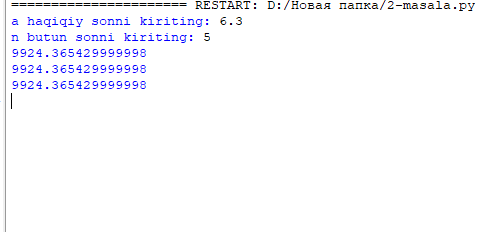 ====================== RESTART: D:/Новая папка/2-masala.py
a haqiqiy sonni kiriting: 6.3
n butun sonni kiriting: 5
9924.365429999998
9924.365429999998
9924.365429999998